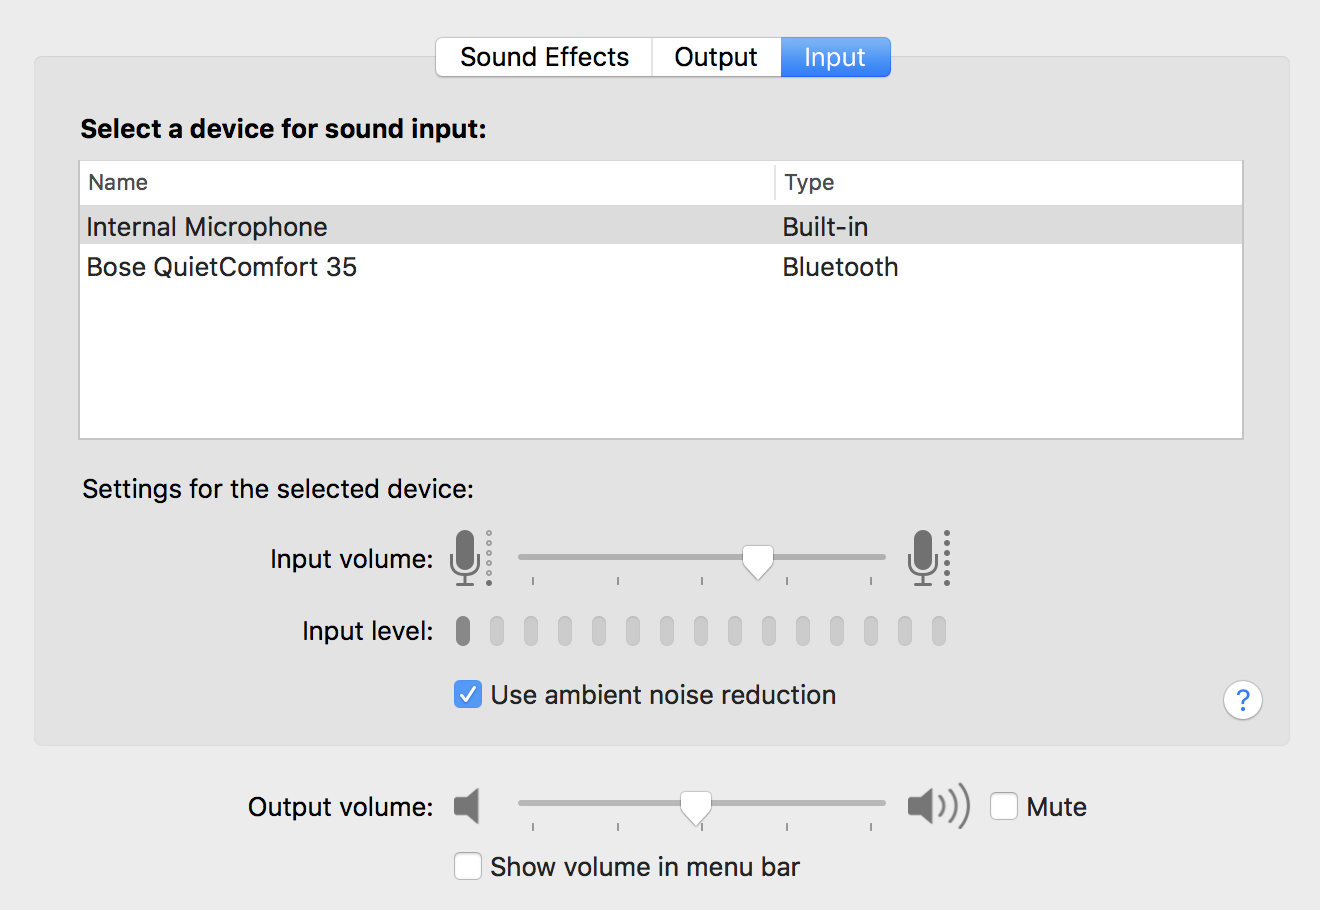 Sound Effects Output Input
Select a device for sound input:
Name Type
Internal Microphone Built-in
Bose QuietComfort 35 Bluetooth
Settings for the selected device:
Input volume:
Input level:
Use ambient noise reduction
?
Output volume: Mute
Show volume in menu bar